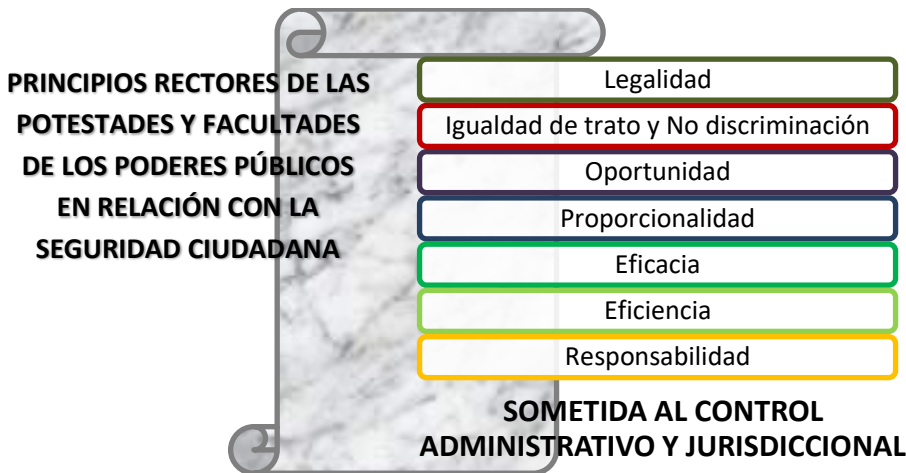 PRINCIPIOS RECTORES DE LAS
POTESTADES Y FACULTADES
DE LOS PODERES PÚBLICOS
EN RELACIÓN CON LA
SEGURIDAD CIUDADANA
Legalidad
Igualdad de trato y No discriminación
Oportunidad
Proporcionalidad
Eficacia
Eficiencia
Responsabilidad
SOMETIDA AL CONTROL
ADMINISTRATIVO Y JURISDICCIONAL